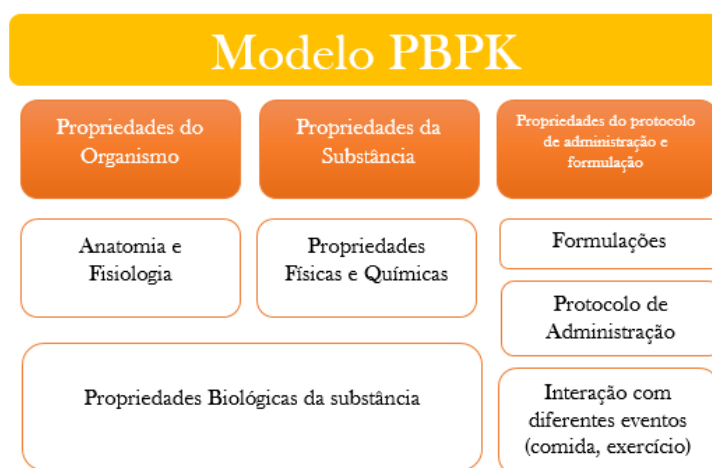 Modelo PBPK
Propriedades do
Organismo
Propriedades da
Substância
Propriedades do protocolo
de administração e
formulação
Anatomia e
Fisiologia
Propriedades
Físicas e Químicas
Formulações
Protocolo de
Administração
Propriedades Biológicas da substância
Interação com
diferentes eventos
(comida, exercício)